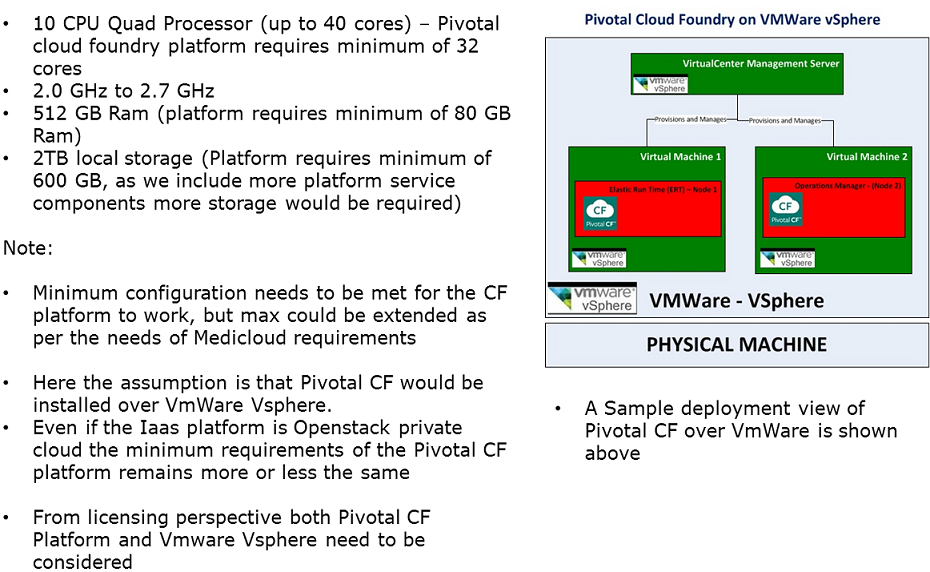 • 10 CPU Quad Processor (up to 40 cores) – Pivotal
cloud foundry platform requires minimum of 32
cores
• 2.0 GHz to 2.7 GHz
• 512 GB Ram (platform requires minimum of 80 GB
Ram)
• 2TB local storage (Platform requires minimum of
600 GB, as we include more platform service
components more storage would be required)
Note:
• Minimum configuration needs to be met for the CF
platform to work, but max could be extended as
per the needs of Medicloud requirements
• Here the assumption is that Pivotal CF would be
installed over VmWare Vsphere.
• Even if the Iaas platform is Openstack private
cloud the minimum requirements of the Pivotal CF
platform remains more or less the same
• From licensing perspective both Pivotal CF
Platform and Vmware Vsphere need to be
considered
Pivotal Cloud Foundry on VMWare vSphere
VirtualCenter Management Server
vmware
vSphere
Provisions and Manages
Provisions and Manages
Virtual Machine 1
Elastic Run Time (ERT) – Node 1
CF
Pivotal CF™
vmware
vSphere
Virtual Machine 2
Operations Manager - (Node 2)
CF
Pivotal CF™
vmware
vSphere
vmware®
vSphere
VMWare - VSphere
PHYSICAL MACHINE
• A Sample deployment view of
Pivotal CF over VmWare is shown
above